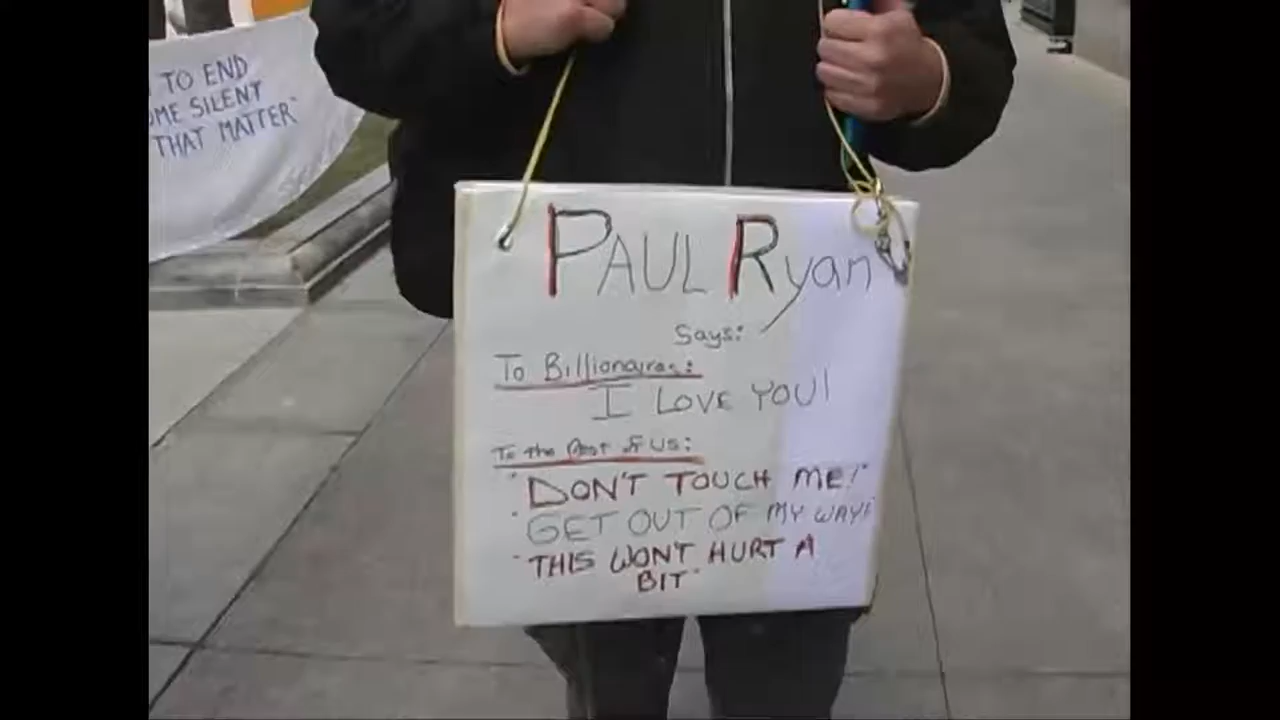 TO END
OME SILENT
THAT MATTER"
PAUL Ryan
Says:
To Billionaires:
I LOVE YOU!
To the Rest of US:
"DON'T TOUCH ME!"
"GET OUT OF MY WAY"
"THIS WON'T HURT A
BIT"